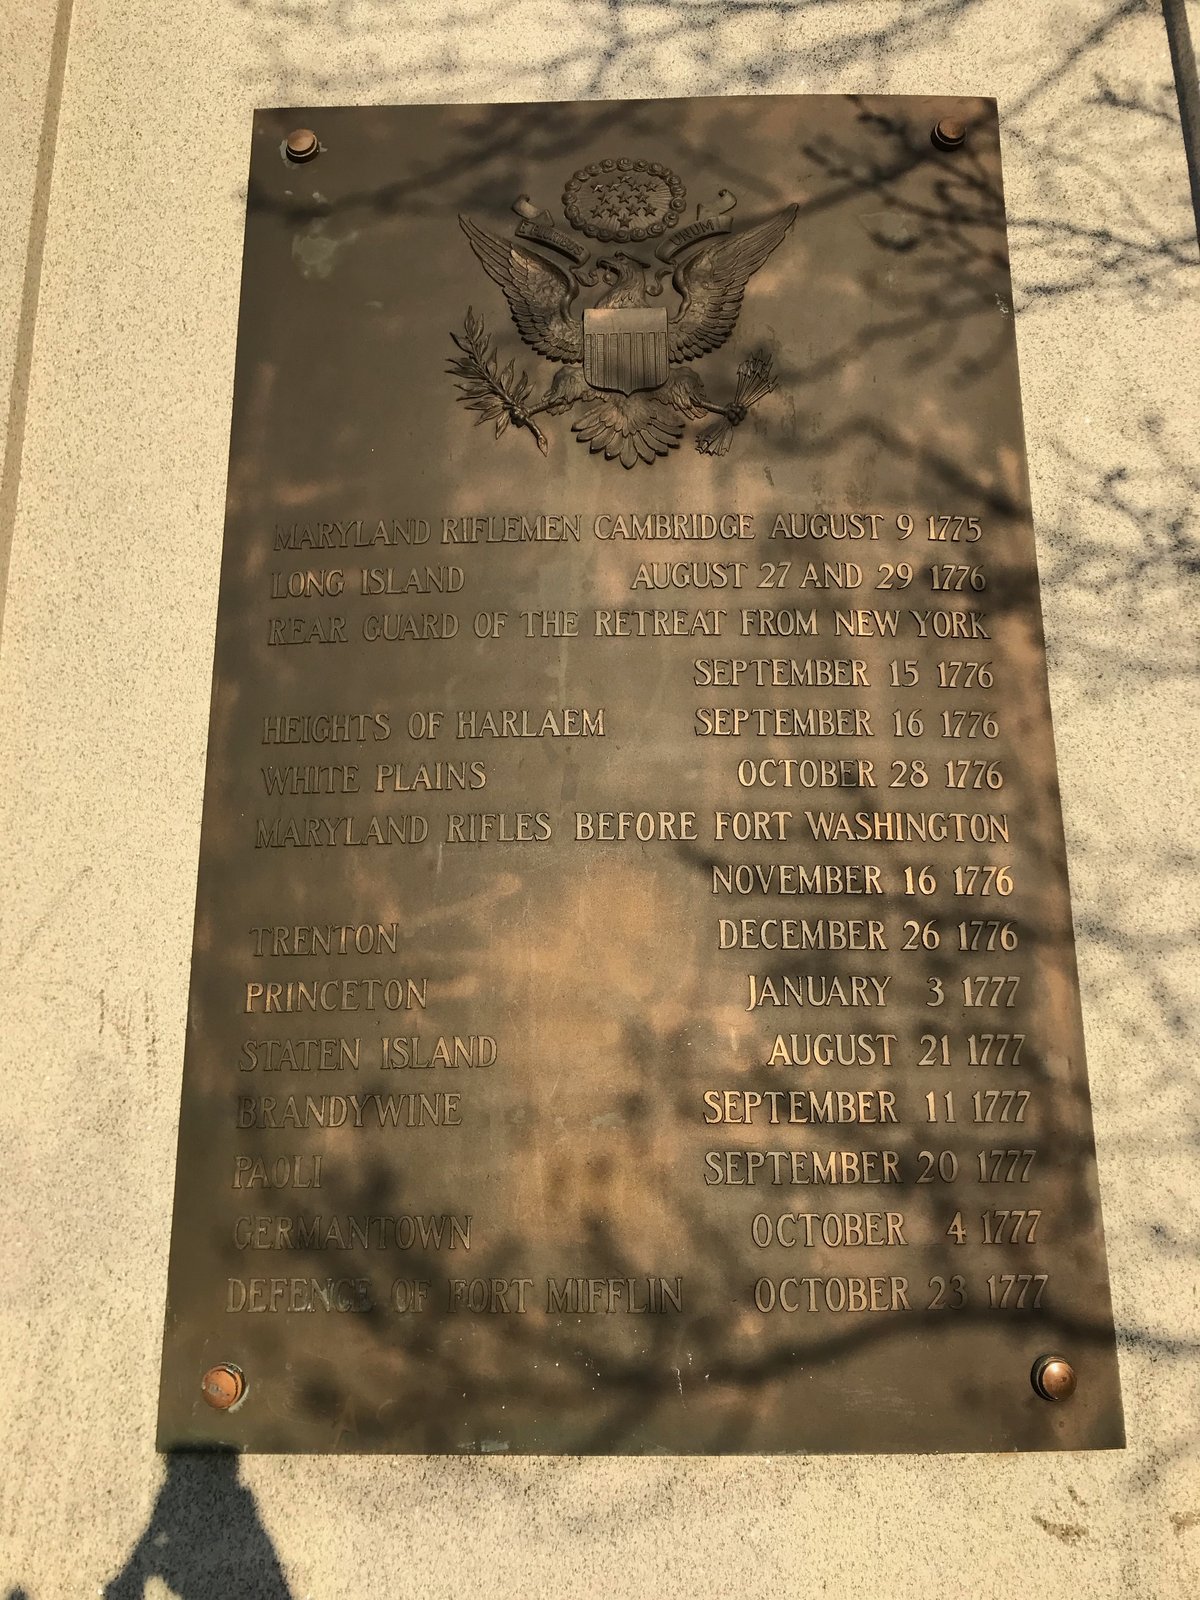 E PLURIBUS UNUM
MARYLAND RIFLEMEN CAMBRIDGE AUGUST 9 1775
LONG ISLAND AUGUST 27 AND 29 1776
REAR GUARD OF THE RETREAT FROM NEW YORK
SEPTEMBER 15 1776
HEIGHTS OF HARLAEM SEPTEMBER 16 1776
WHITE PLAINS OCTOBER 28 1776
MARYLAND RIFLES BEFORE FORT WASHINGTON
NOVEMBER 16 1776
TRENTON DECEMBER 26 1776
PRINCETON JANUARY 3 1777
STATEN ISLAND AUGUST 21 1777
BRANDYWINE SEPTEMBER 11 1777
PAOLI SEPTEMBER 20 1777
GERMANTOWN OCTOBER 4 1777
DEFENCE OF FORT MIFFLIN OCTOBER 23 1777